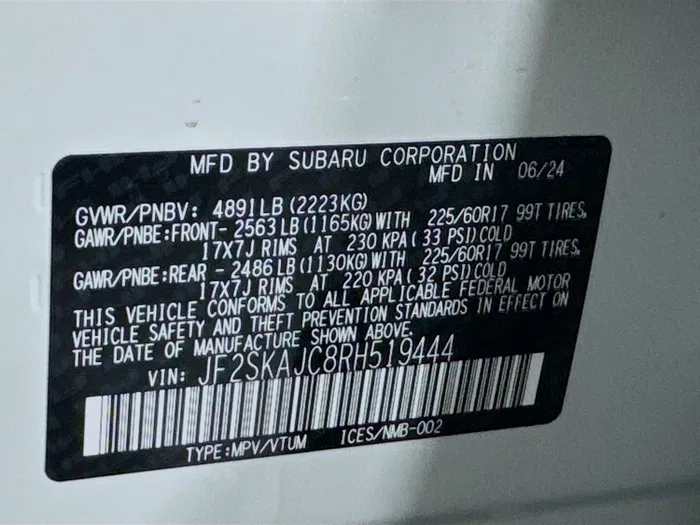 MFD BY SUBARU CORPORATION
MFD IN 06/24
GVWR/PNBV: 4891LB (2223KG)
GAWR/PNBE:FRONT- 2563LB (1165KG) WITH 225/60R17 99T TIRES,
17X7J RIMS AT 230 KPA (33 PSI) COLD
GAWR/PNBE:REAR - 2486LB (1130KG) WITH 225/60R17 99T TIRES,
17X7J RIMS AT 220 KPA (32 PSI) COLD
THIS VEHICLE CONFORMS TO ALL APPLICABLE FEDERAL MOTOR
VEHICLE SAFETY AND THEFT PREVENTION STANDARDS IN EFFECT ON
THE DATE OF MANUFACTURE SHOWN ABOVE.
VIN: JF2SKAJC8RH519444
TYPE:MPV/VTUM ICES/NMB-002